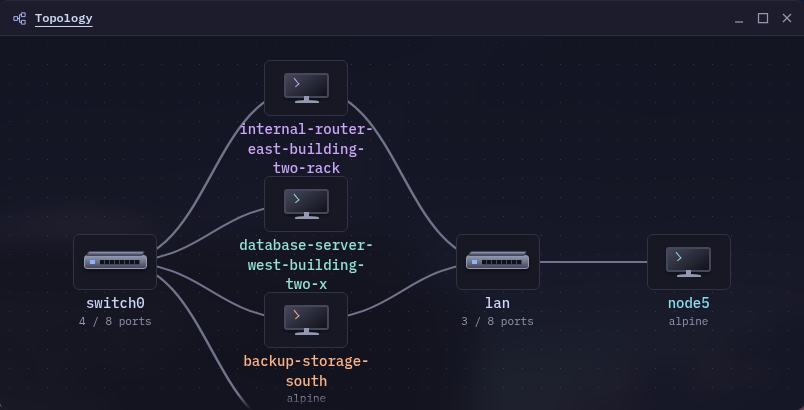 Topology
internal-router-
east-building-
two-rack
database-server-
west-building-
two-x
switch0
4 / 8 ports
lan
3 / 8 ports
node5
alpine
backup-storage-
south
alpine